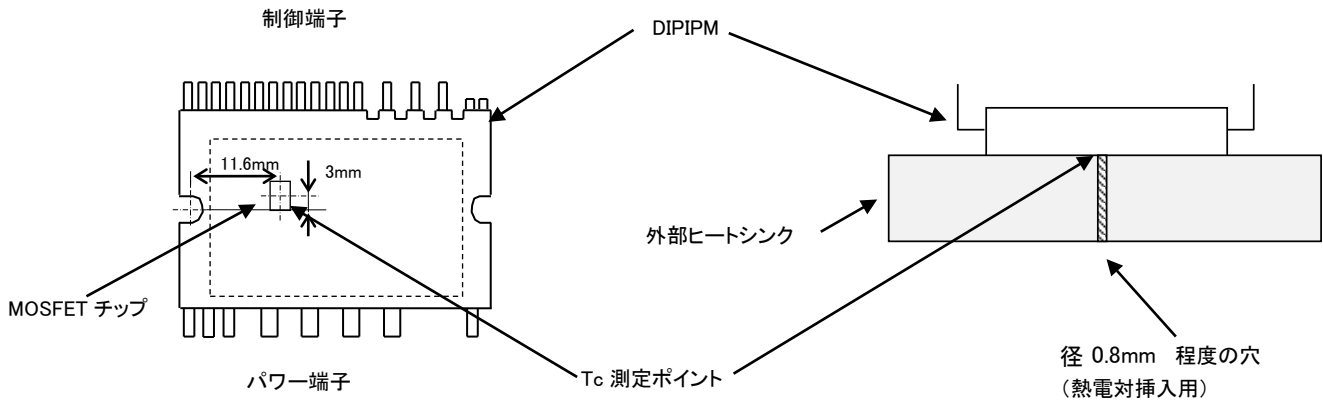 制御端子
DIPIPM
11.6mm
3mm
外部ヒートシンク
MOSFET チップ
パワー端子
Tc 測定ポイント
径 0.8mm 程度の穴
（熱電対挿入用）